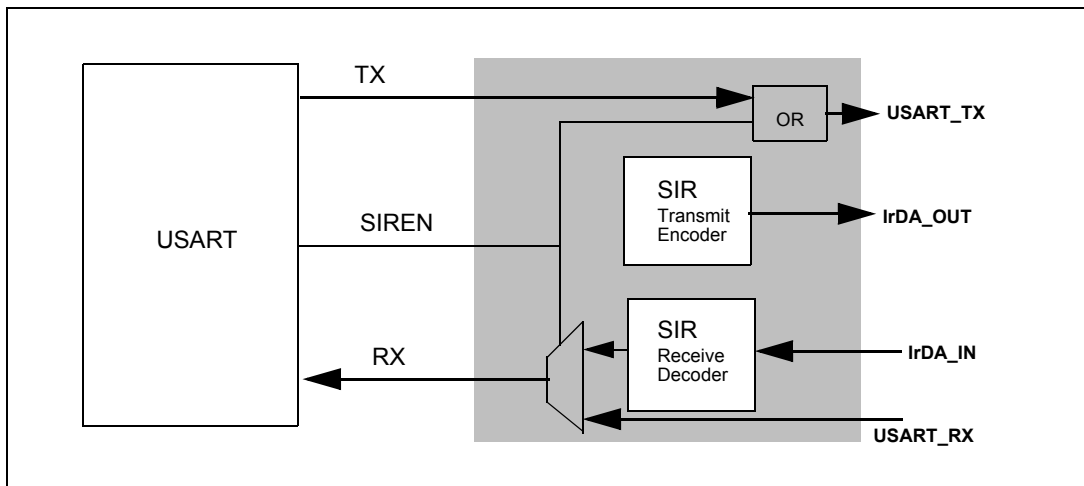 TX
OR
USART_TX
SIR
Transmit
Encoder
IrDA_OUT
USART
SIREN
SIR
Receive
Decoder
IrDA_IN
RX
USART_RX